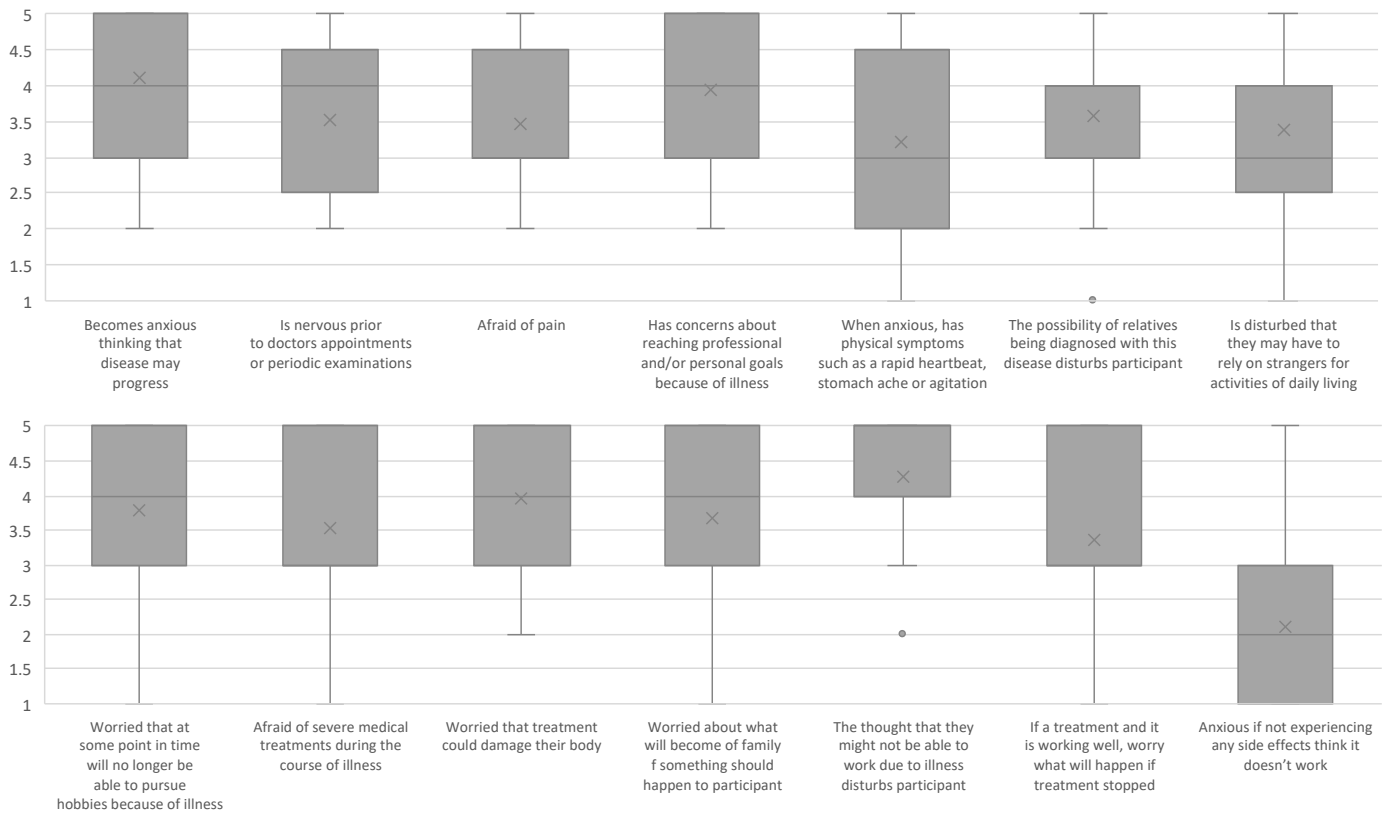 5
4.5
4
3.5
3
2.5
2
1.5
1
Becomes anxious
thinking that
disease may
progress
Is nervous prior
to doctors appointments
or periodic examinations
Afraid of pain
Has concerns about
reaching professional
and/or personal goals
because of illness
When anxious, has
physical symptoms
such as a rapid heartbeat,
stomach ache or agitation
The possibility of relatives
being diagnosed with this
disease disturbs participant
Is disturbed that
they may have to
rely on strangers for
activities of daily living
5
4.5
4
3.5
3
2.5
2
1.5
1
Worried that at
some point in time
will no longer be
able to pursue
hobbies because of illness
Afraid of severe medical
treatments during the
course of illness
Worried that treatment
could damage their body
Worried about what
will become of family
f something should
happen to participant
The thought that they
might not be able to
work due to illness
disturbs participant
If a treatment and it
is working well, worry
what will happen if
treatment stopped
Anxious if not experiencing
any side effects think it
doesn't work